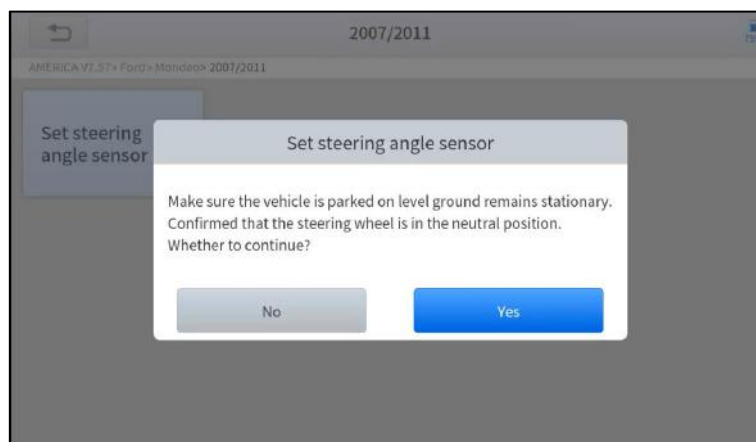 2007/2011
AMERICA V7.57> Ford> Mondeo> 2007/2011
Set steering
angle sensor
Set steering angle sensor
Make sure the vehicle is parked on level ground remains stationary.
Confirmed that the steering wheel is in the neutral position.
Whether to continue?
No
Yes